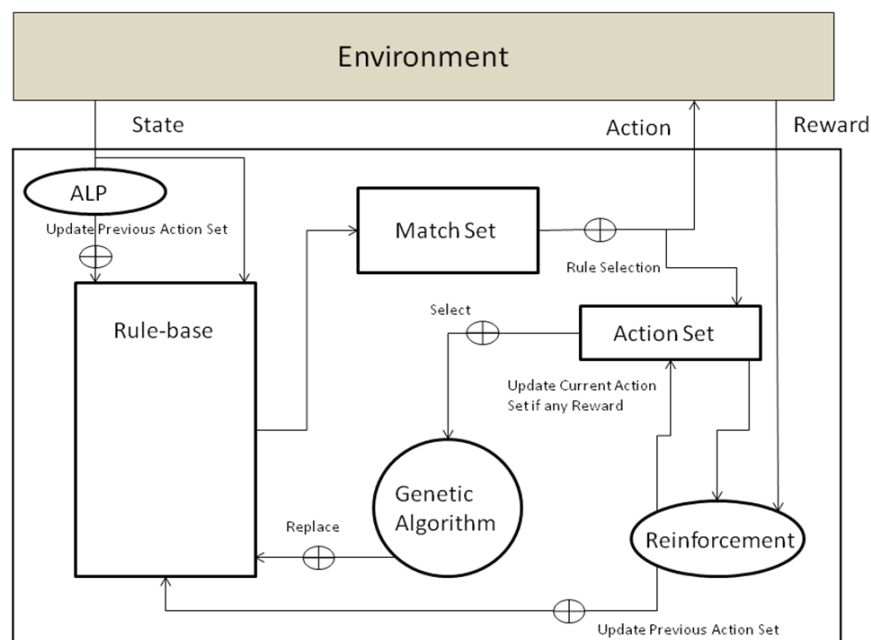 Environment
State
Action
Reward
ALP
Update Previous Action Set
Match Set
Rule Selection
Rule-base
Select
Action Set
Update Current Action
Set if any Reward
Genetic
Algorithm
Replace
Reinforcement
Update Previous Action Set